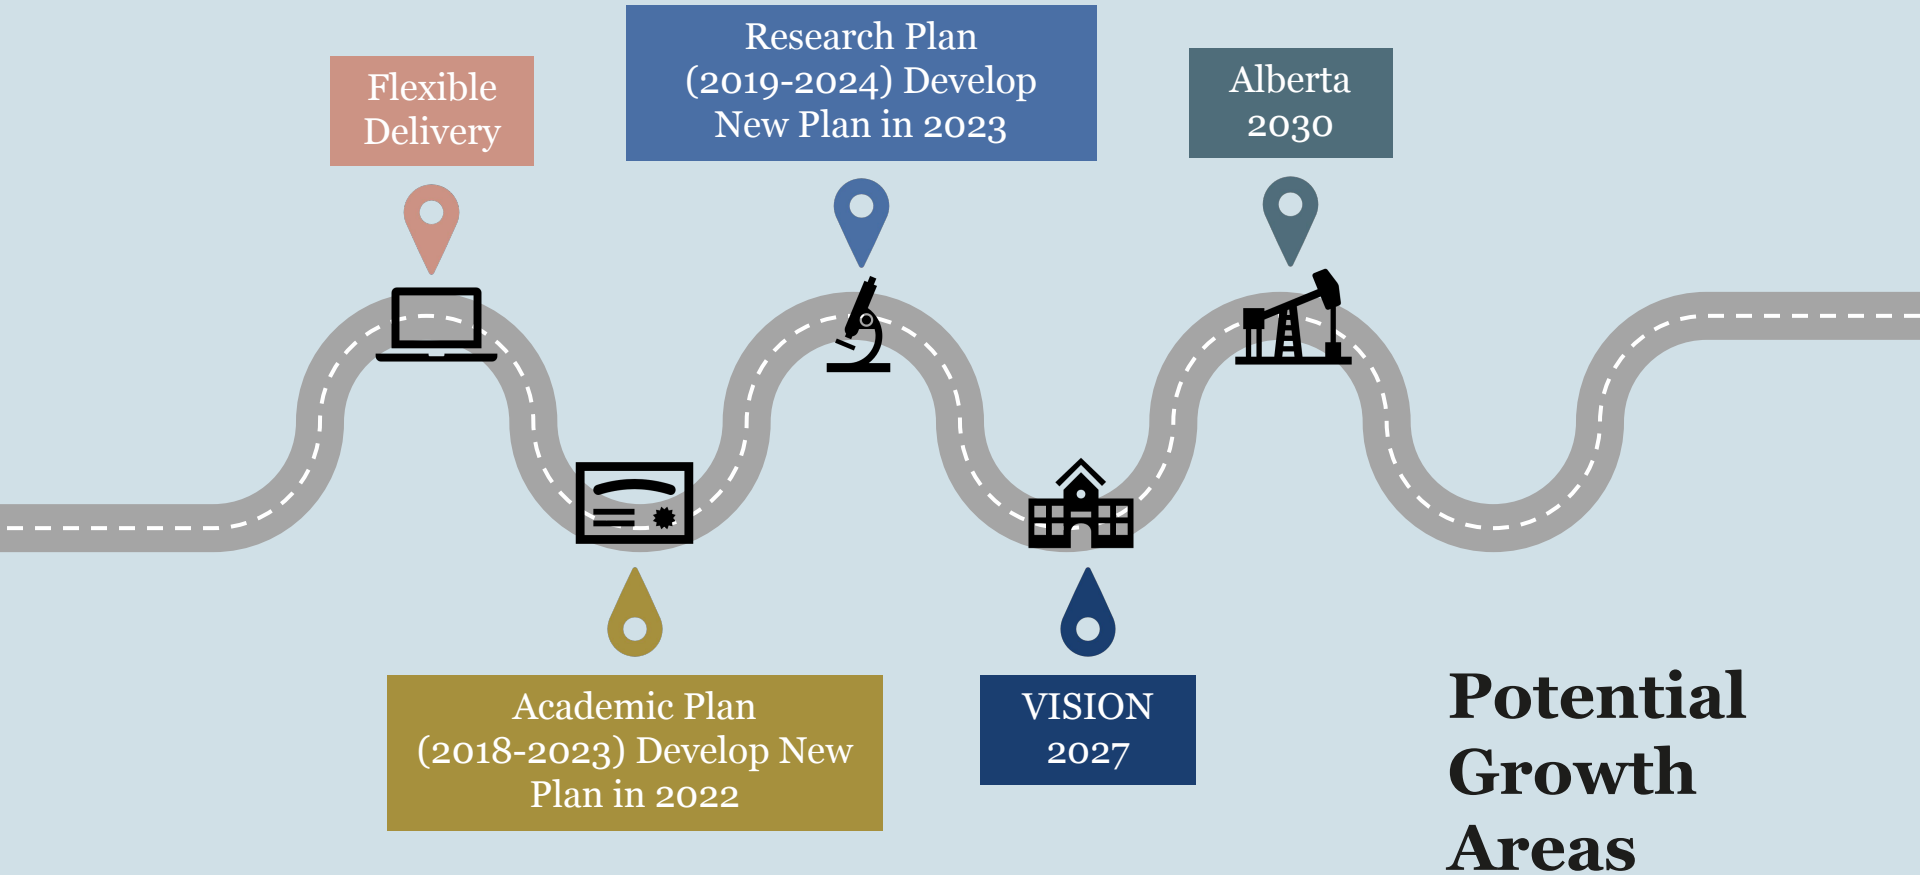 Flexible
Delivery
Research Plan
(2019-2024) Develop
New Plan in 2023
Alberta
2030
Academic Plan
(2018-2023) Develop New
Plan in 2022
VISION
2027
Potential
Growth
Areas